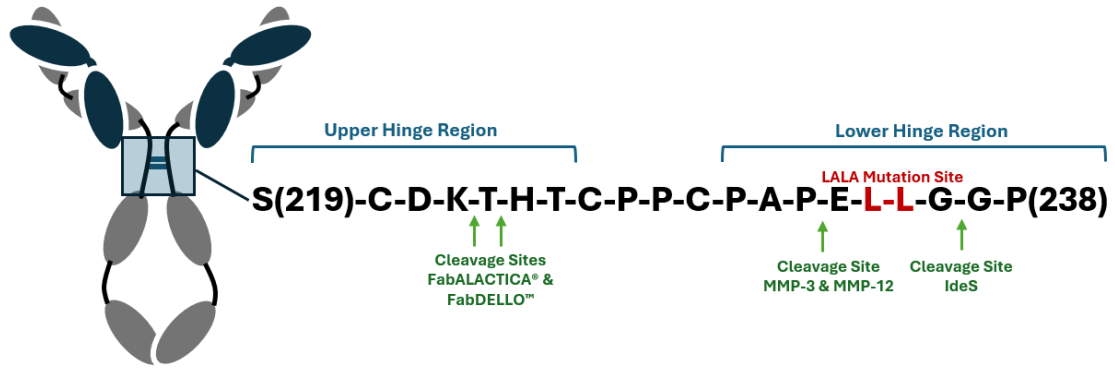 Upper Hinge Region
Lower Hinge Region
LALA Mutation Site
S(219)-C-D-K-T-H-T-C-P-P-C-P-A-P-E-L-L-G-G-P(238)
Cleavage Sites
FabALACTICA® &
FabDELLO™
Cleavage Site
MMP-3 & MMP-12
Cleavage Site
IdeS